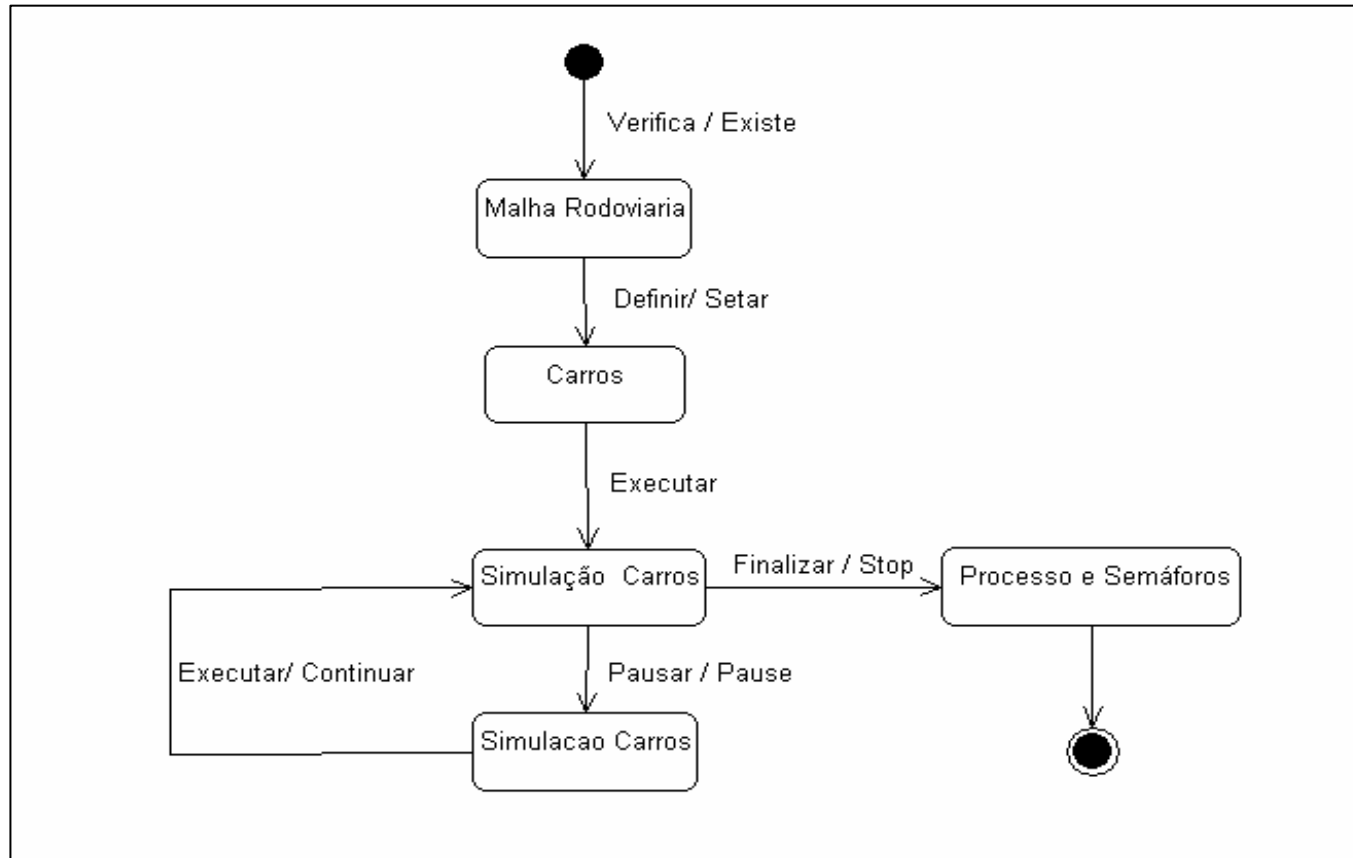 Verifica / Existe
Malha Rodoviaria
Definir/ Setar
Carros
Executar
Simulação Carros
Finalizar / Stop
Processo e Semáforos
Executar/ Continuar
Pausar / Pause
Simulacao Carros